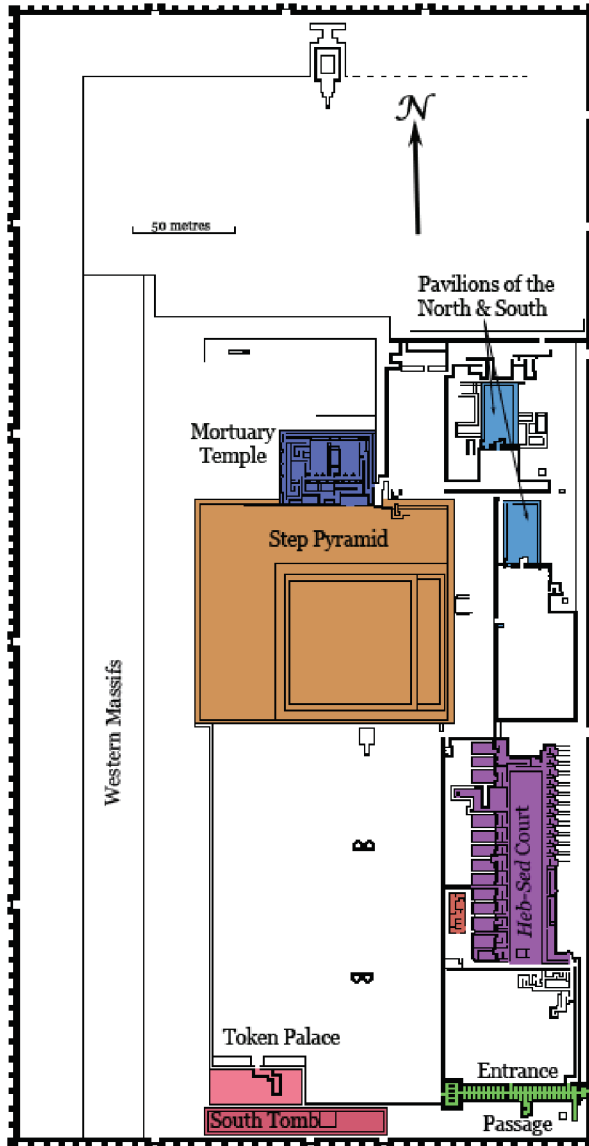 N
50 metres
Pavilions of the
North & South
Mortuary
Temple
Step Pyramid
Western Massifs
Heb-Sed Court
Token Palace
Entrance
South Tomb
Passage